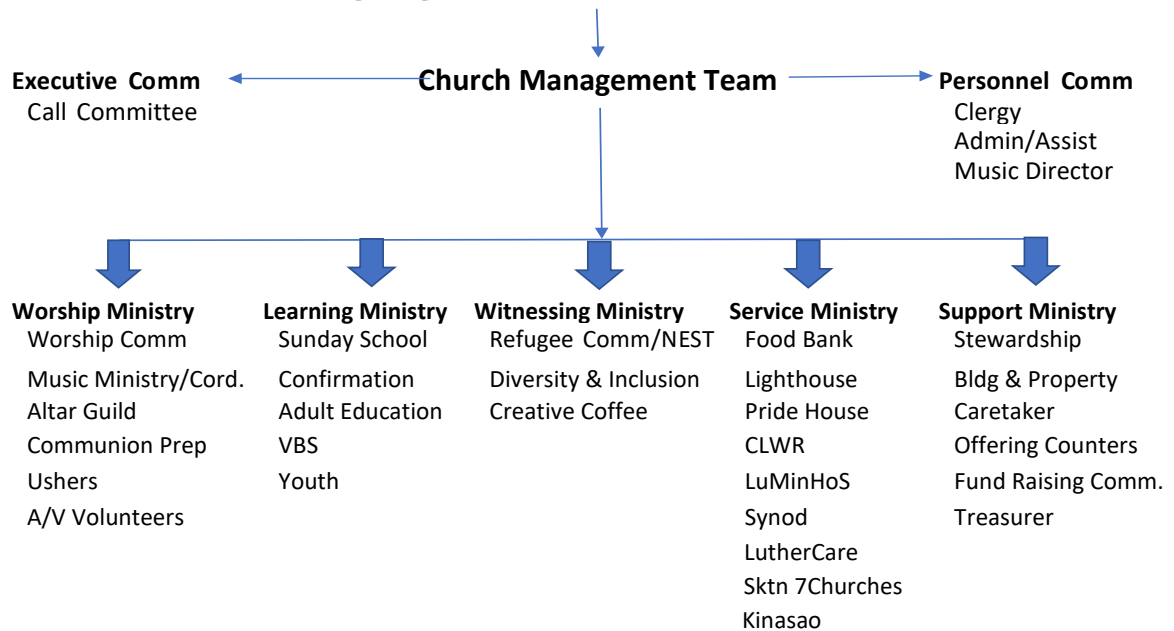 Church Management Team
Executive Comm
Call Committee
Personnel Comm
Clergy
Admin/Assist
Music Director
Worship Ministry
Worship Comm
Music Ministry/Cord.
Altar Guild
Communion Prep
Ushers
A/V Volunteers
Learning Ministry
Sunday School
Confirmation
Adult Education
VBS
Youth
Witnessing Ministry
Refugee Comm/NEST
Diversity & Inclusion
Creative Coffee
Service Ministry
Food Bank
Lighthouse
Pride House
CLWR
LuMinHoS
Synod
LutherCare
Sktn 7Churches
Kinasao
Support Ministry
Stewardship
Bldg & Property
Caretaker
Offering Counters
Fund Raising Comm.
Treasurer